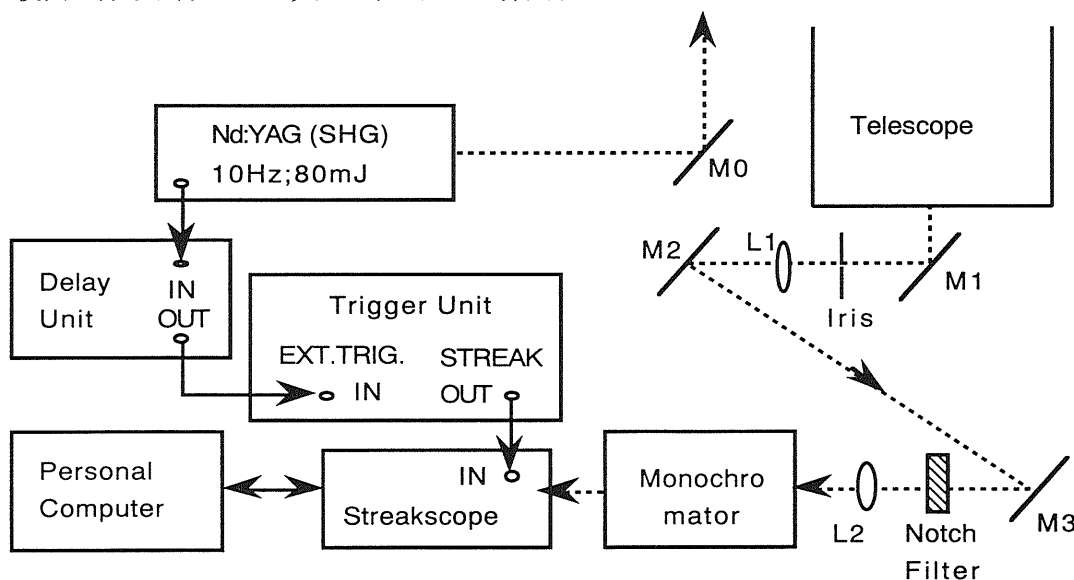 Nd:YAG (SHG)
10Hz;80mJ
M0
Telescope
M2
L1
M1
Iris
Delay
Unit
IN
OUT
Trigger Unit
EXT.TRIG.
IN
STREAK
OUT
Personal
Computer
IN
Streakscope
Monochro
mator
L2
Notch
Filter
M3